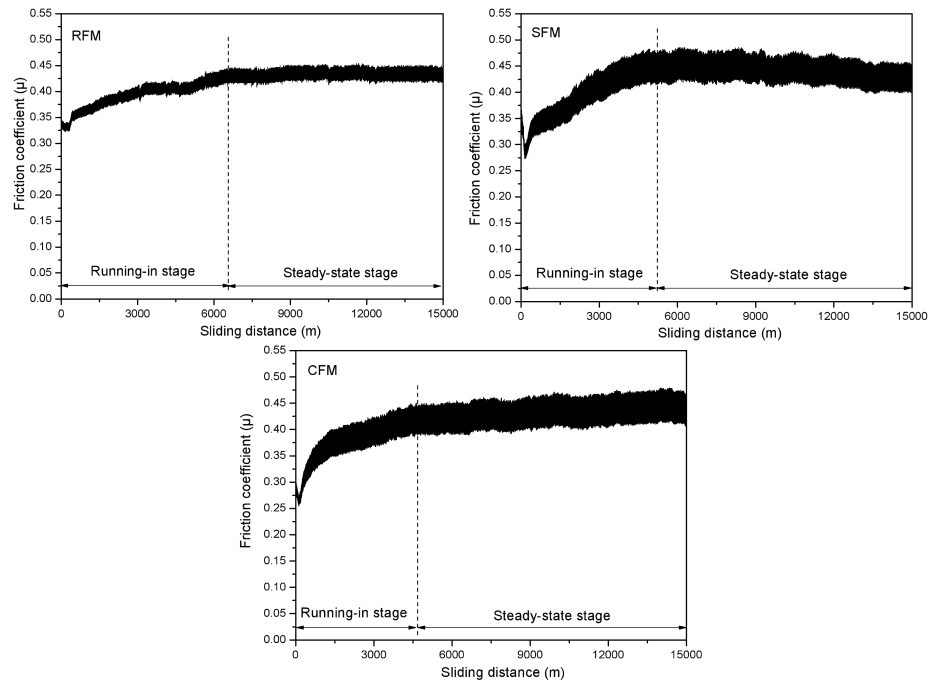 0.55
0.50
0.45
0.40
0.35
0.30
0.25
0.20
0.15
0.10
0.05
0.00
Friction coefficient (μ)
RFM
Running-in stage
Steady-state stage
0 3000 6000 9000 12000 15000
Sliding distance (m)
0.55
0.50
0.45
0.40
0.35
0.30
0.25
0.20
0.15
0.10
0.05
0.00
Friction coefficient (μ)
SFM
Running-in stage
Steady-state stage
0 3000 6000 9000 12000 15000
Sliding distance (m)
0.55
0.50
0.45
0.40
0.35
0.30
0.25
0.20
0.15
0.10
0.05
0.00
Friction coefficient (μ)
CFM
Running-in stage
Steady-state stage
0 3000 6000 9000 12000 15000
Sliding distance (m)